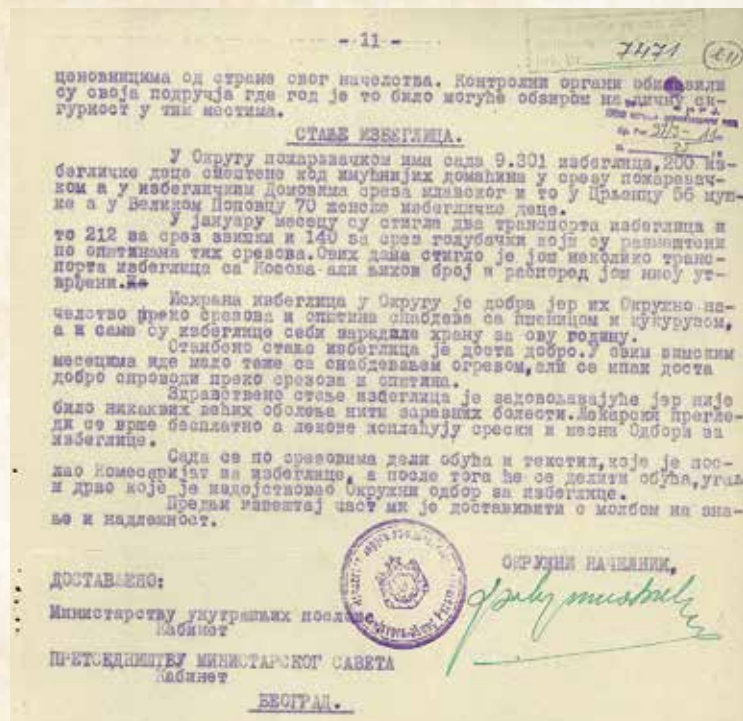 - 11 -
7471
ценовницима од стране свог начелства. Контролни органи обилазили
су своја подручја где год је то било могуће обзиром на личну си-
гурност у тим местима.
СТАЊЕ ИЗБЕГЛИЦА.
У Округу пожаревачком има сада 9.301 избеглица, 200 из-
бегличке деце смештене код имућнијих домаћина у срезу пожаревач-
ком а у избегличким Домовима среза млавског и то у Црљенцу 56 муш-
ке а у Великом Поповцу 70 женске избегличке деце.
У јануару месецу су стигла два транспорта избеглица и
то 212 за срез звишки и 140 за срез голубачки који су размештени
по општинама тих срезова. Ових дана стигло је још неколико транс-
порта избеглица са Косова али њихов број и распоред још нису ут-
врђени.
Исхрана избеглица у Округу је добра јер их Окружно на-
челство преко срезова и општина снабдева са пшеницом и кукурузом,
а и саме су избеглице себи зарадиле храну за ову годину.
Стамбено стање избеглица је доста добро. У овим зимским
месецима иде мало теже са снабдевањем огревом, али се ипак доста
добро спроводи преко срезова и општина.
Здравствено стање избеглица је задовољавајуће јер није
било никаквих већих обољења нити заразних болести. Лекарски прегле-
ди се врше бесплатно а лекове исплаћују срески и месни Одбори за
избеглице.
Сада се по срезовима дели обућа и текстил, које је пос-
лао Комесаријат за избеглице, а после тога ће се делити обућа, угаљ
и дрво које је издејствовао Окружни одбор за избеглице.
Предњи извештај част ми је доставити с молбом на зна-
ње и надлежност.
ОКРУЖНИ НАЧЕЛНИК,
ДОСТАВЉЕНО:
Министарству унутрашњих послова
Кабинет
ПРЕТСЕДНИШТВУ МИНИСТАРСКОГ САВЕТА
Кабинет
БЕОГРАД.